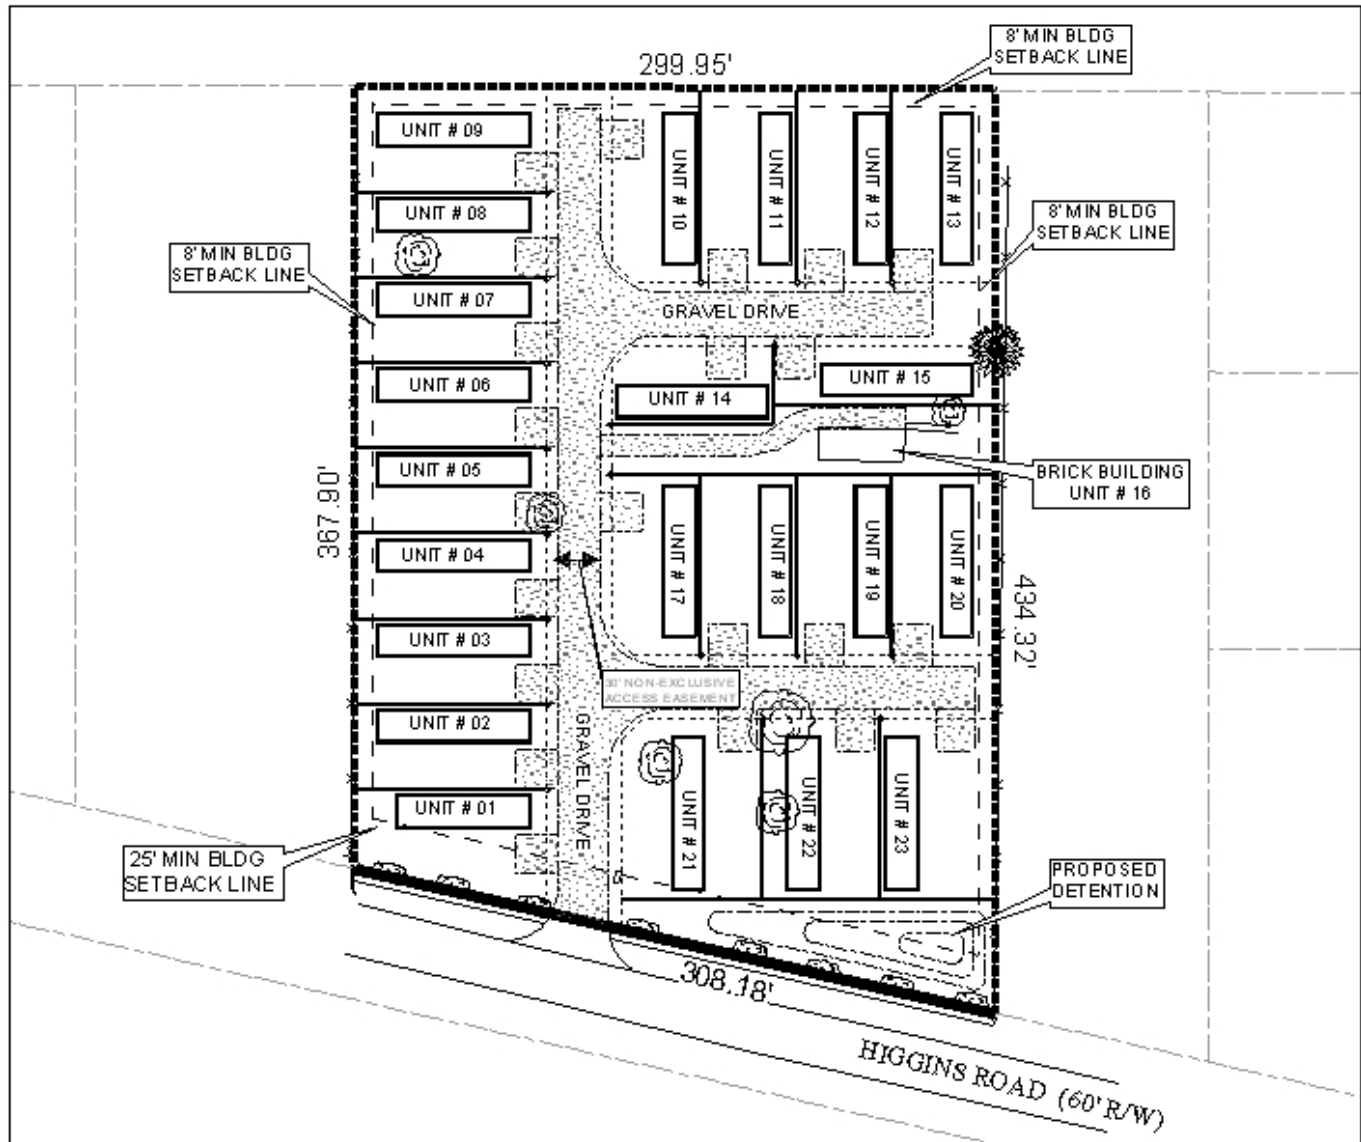 8' MIN BLDG
SETBACK LINE
299.95'
UNIT # 09
UNIT # 10
UNIT # 11
UNIT # 12
UNIT # 13
UNIT # 08
8' MIN BLDG
SETBACK LINE
8' MIN BLDG
SETBACK LINE
UNIT # 07
GRAVEL DRIVE
UNIT # 06
UNIT # 14
UNIT # 15
UNIT # 05
BRICK BUILDING
UNIT # 16
367.90'
UNIT # 04
UNIT # 17
UNIT # 18
UNIT # 19
UNIT # 20
434.32'
UNIT # 03
30' NON-EXCLUSIVE
ACCESS EASEMENT
UNIT # 02
GRAVEL DRIVE
UNIT # 01
UNIT # 21
UNIT # 22
UNIT # 23
25' MIN BLDG
SETBACK LINE
PROPOSED
DETENTION
308.18'
HIGGINS ROAD (60' R/W)